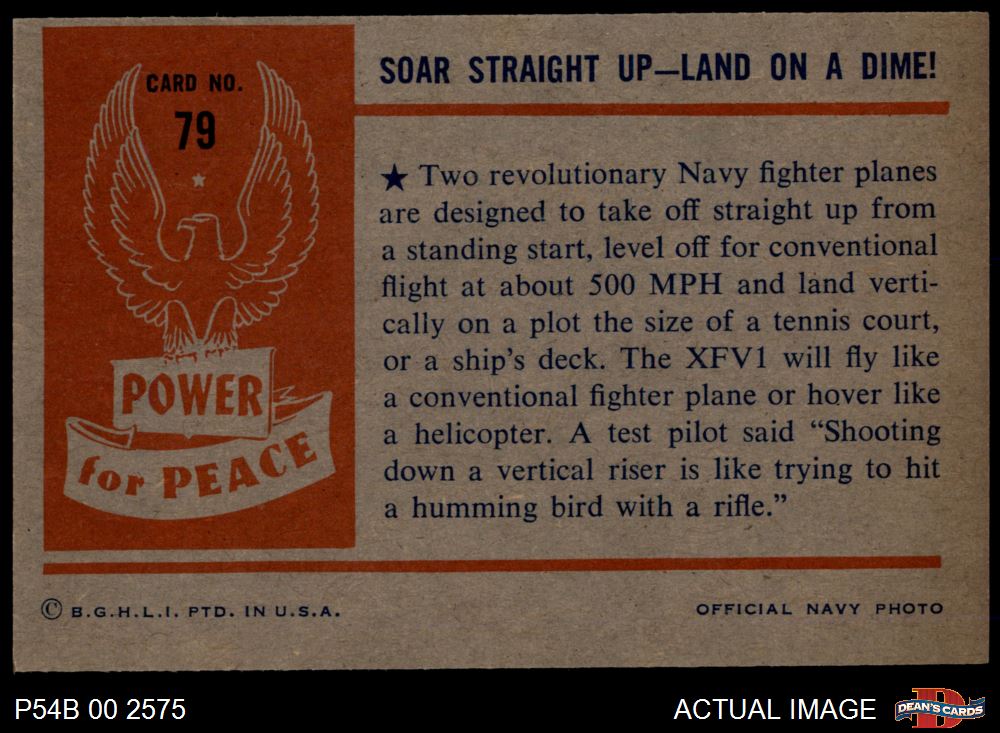 CARD NO.
79
POWER
for PEACE
SOAR STRAIGHT UP—LAND ON A DIME!
★ Two revolutionary Navy fighter planes
are designed to take off straight up from
a standing start, level off for conventional
flight at about 500 MPH and land verti-
cally on a plot the size of a tennis court,
or a ship's deck. The XFV1 will fly like
a conventional fighter plane or hover like
a helicopter. A test pilot said “Shooting
down a vertical riser is like trying to hit
a humming bird with a rifle.”
© B.G.H.L.I. PTD. IN U.S.A.
OFFICIAL NAVY PHOTO
P54B 00 2575
ACTUAL IMAGE
D
DEAN'S CARDS